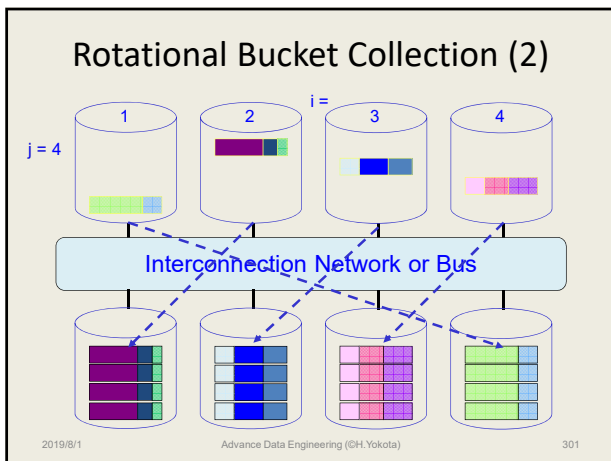 Rotational Bucket Collection (2)
i =
1 2 3 4
j = 4
Interconnection Network or Bus
2019/8/1 Advance Data Engineering (©H.Yokota) 301